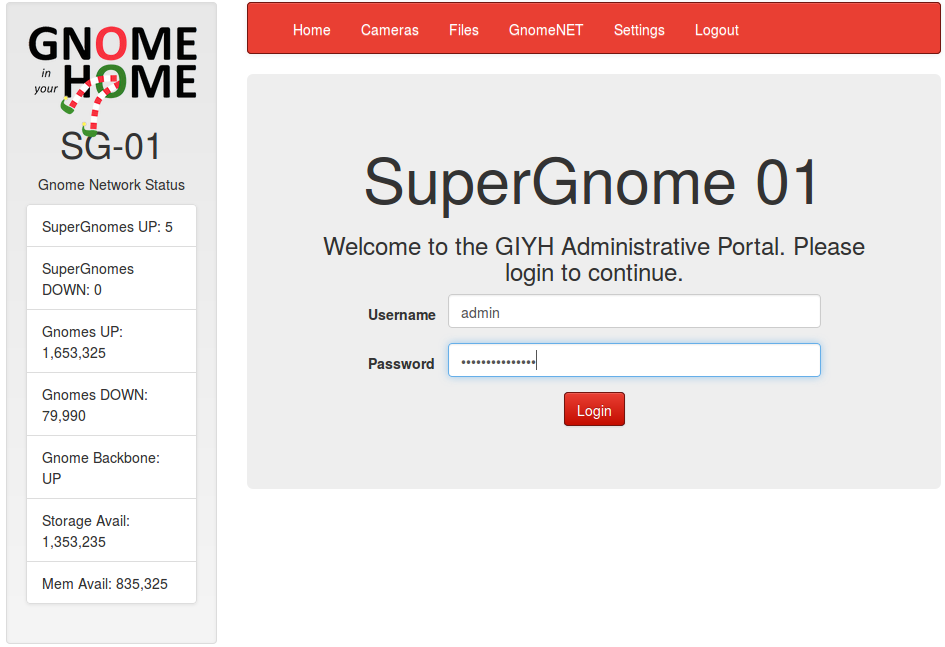 GNOME
in your HOME
SG-01
Gnome Network Status
SuperGnomes UP: 5
SuperGnomes
DOWN: 0
Gnomes UP:
1,653,325
Gnomes DOWN:
79,990
Gnome Backbone:
UP
Storage Avail:
1,353,235
Mem Avail: 835,325
Home Cameras Files GnomeNET Settings Logout
SuperGnome 01
Welcome to the GIYH Administrative Portal. Please
login to continue.
Username admin
Password •••••••••••••••
Login